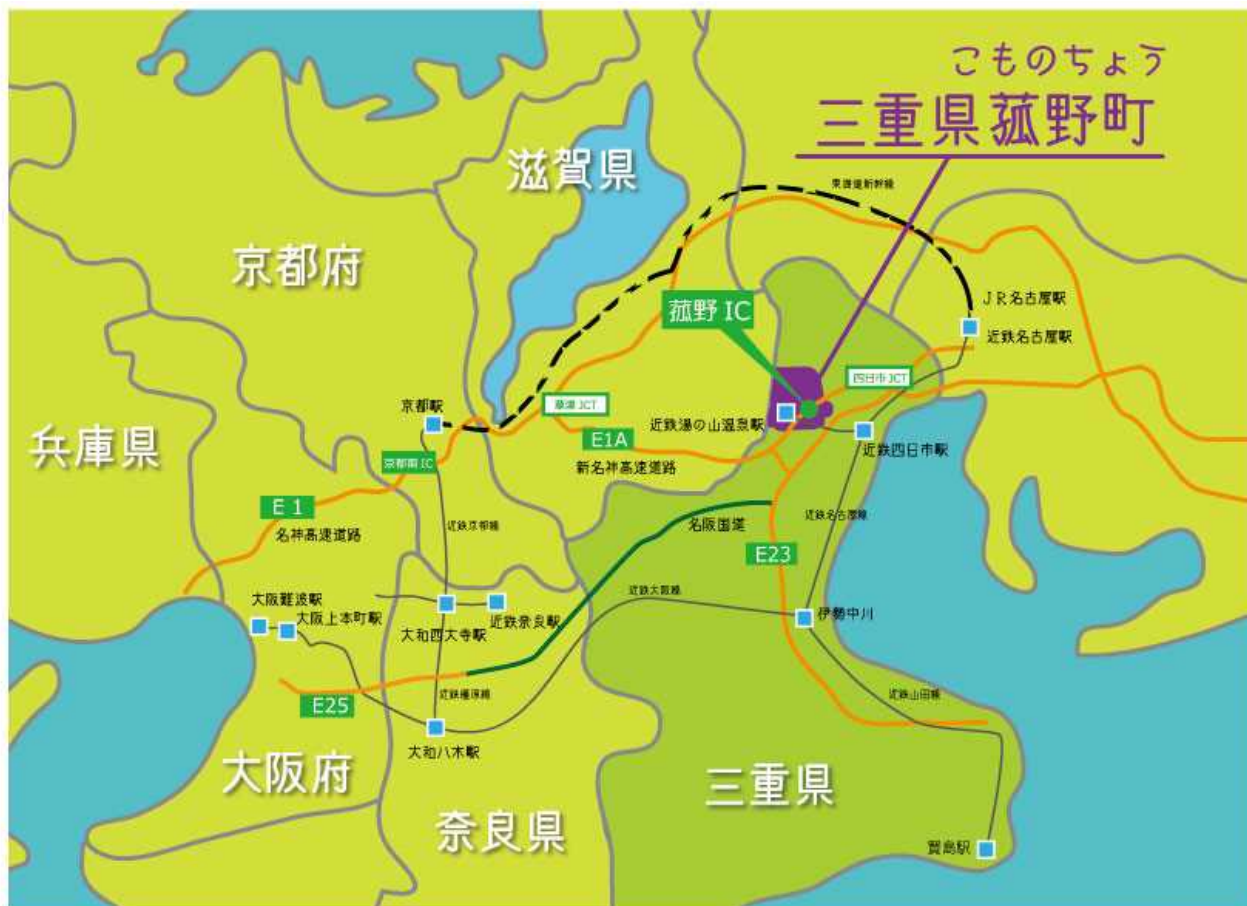 こものちょう
三重県菰野町
滋賀県
東海道新幹線
京都府
菰野 IC
JR名古屋駅
近鉄名古屋駅
四日市 JCT
京都駅
草津 JCT
近鉄湯の山温泉駅
兵庫県
E1A
近鉄四日市駅
京都南 IC
新名神高速道路
E 1
近鉄京都線
名阪国道
近鉄名古屋線
名神高速道路
E23
大阪難波駅
近鉄大阪線
大阪上本町駅
近鉄奈良駅
伊勢中川
大和西大寺駅
近鉄橿原線
近鉄山田線
E25
大和八木駅
大阪府
三重県
奈良県
賢島駅